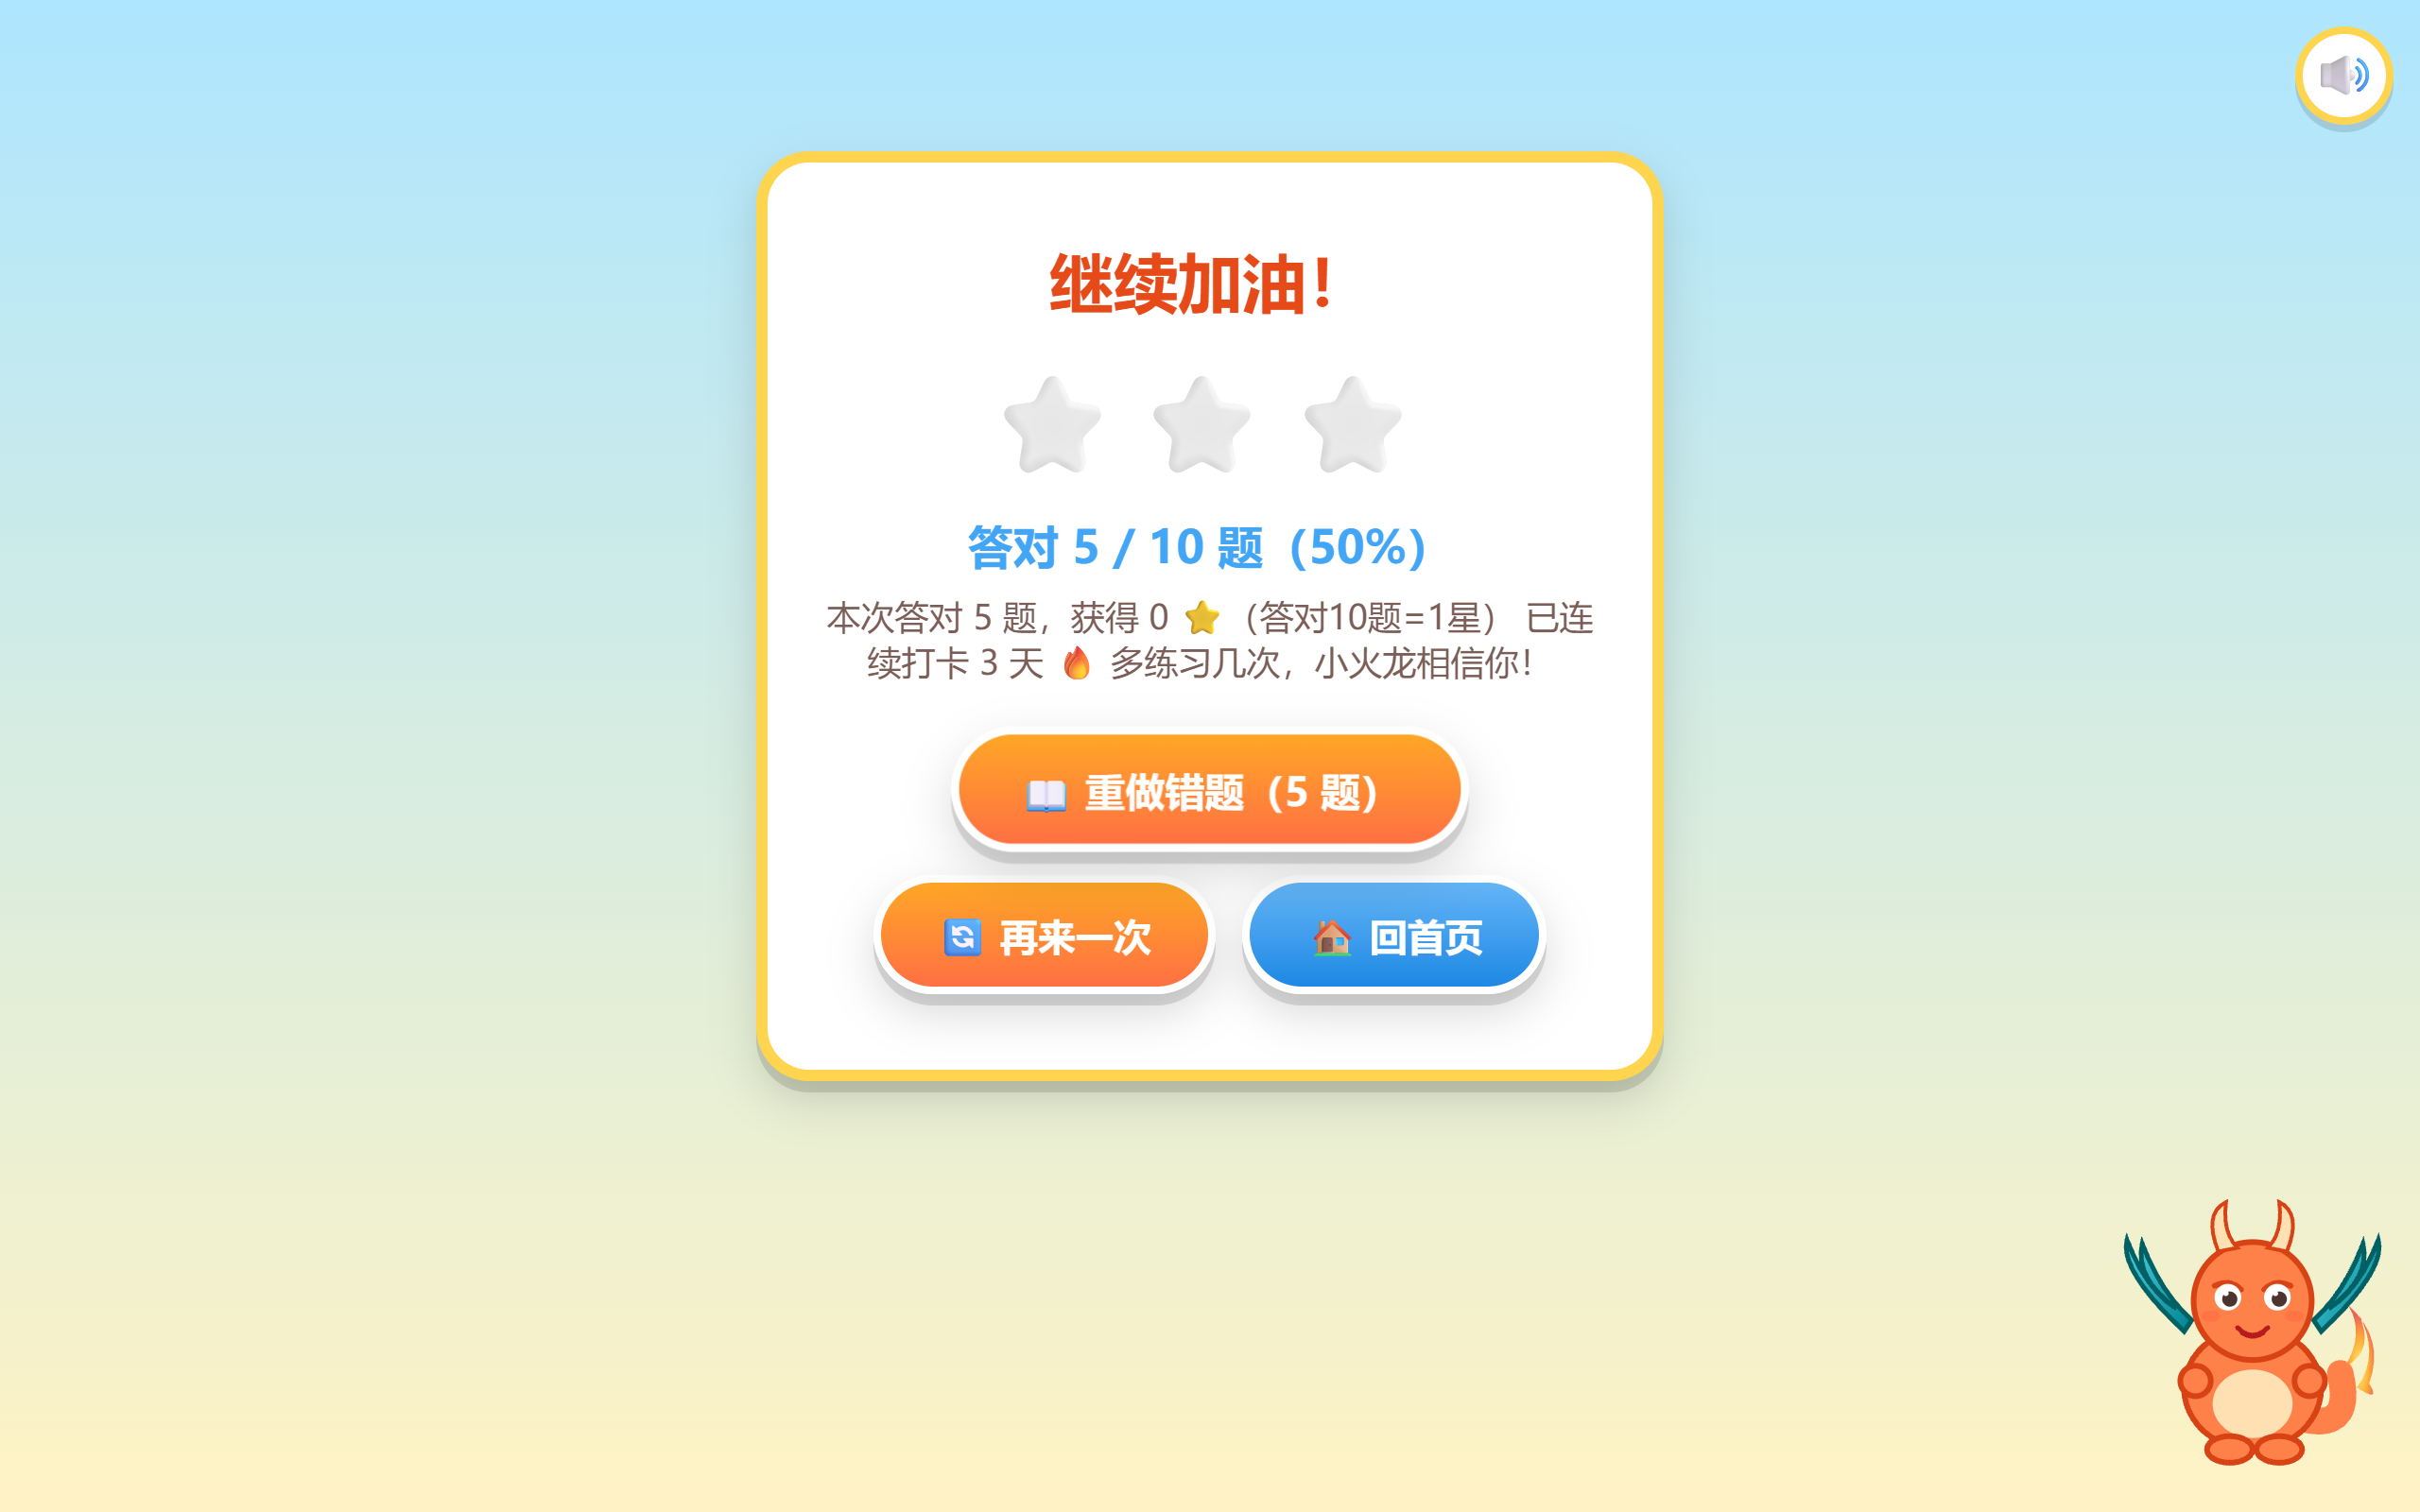 继续加油！
答对 5 / 10 题（50%）
本次答对 5 题，获得 0 ⭐（答对10题=1星） 已连
续打卡 3 天 🔥 多练习几次，小火龙相信你！
📖 重做错题（5 题）
🔄 再来一次
🏠 回首页